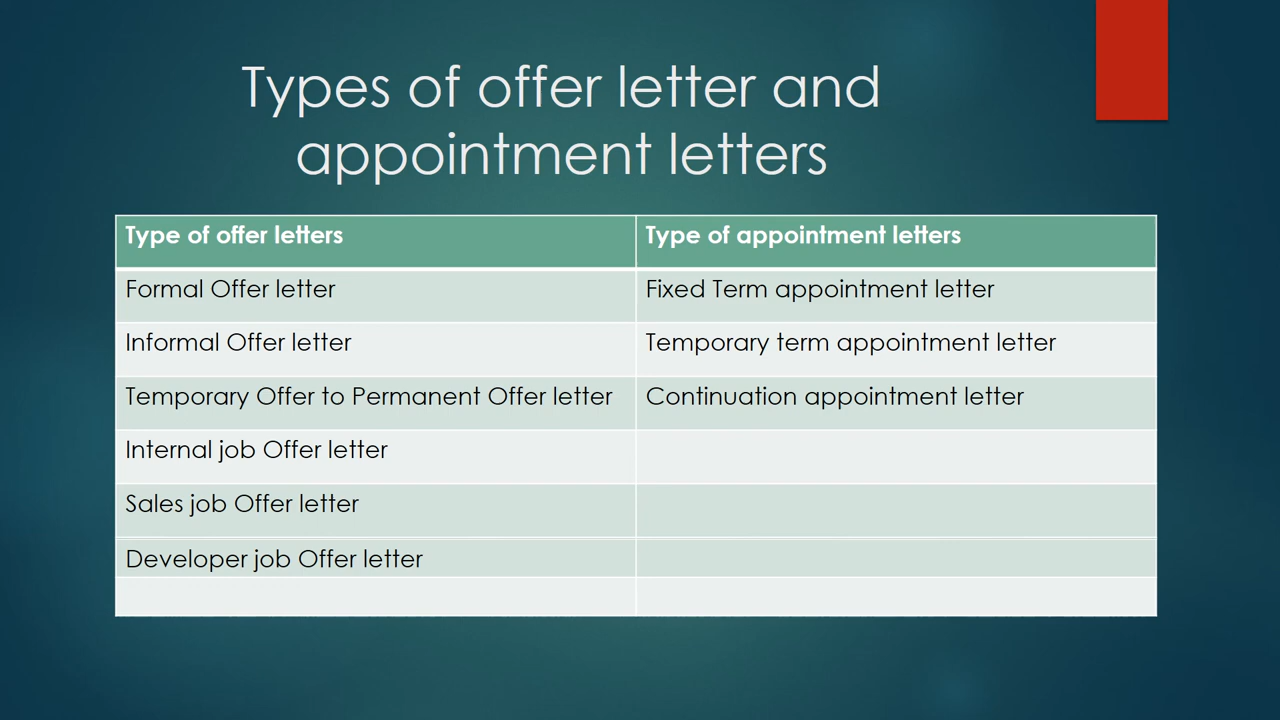 Types of offer letter and
appointment letters
Type of offer letters
Type of appointment letters
Formal Offer letter
Fixed Term appointment letter
Informal Offer letter
Temporary term appointment letter
Temporary Offer to Permanent Offer letter
Continuation appointment letter
Internal job Offer letter
Sales job Offer letter
Developer job Offer letter